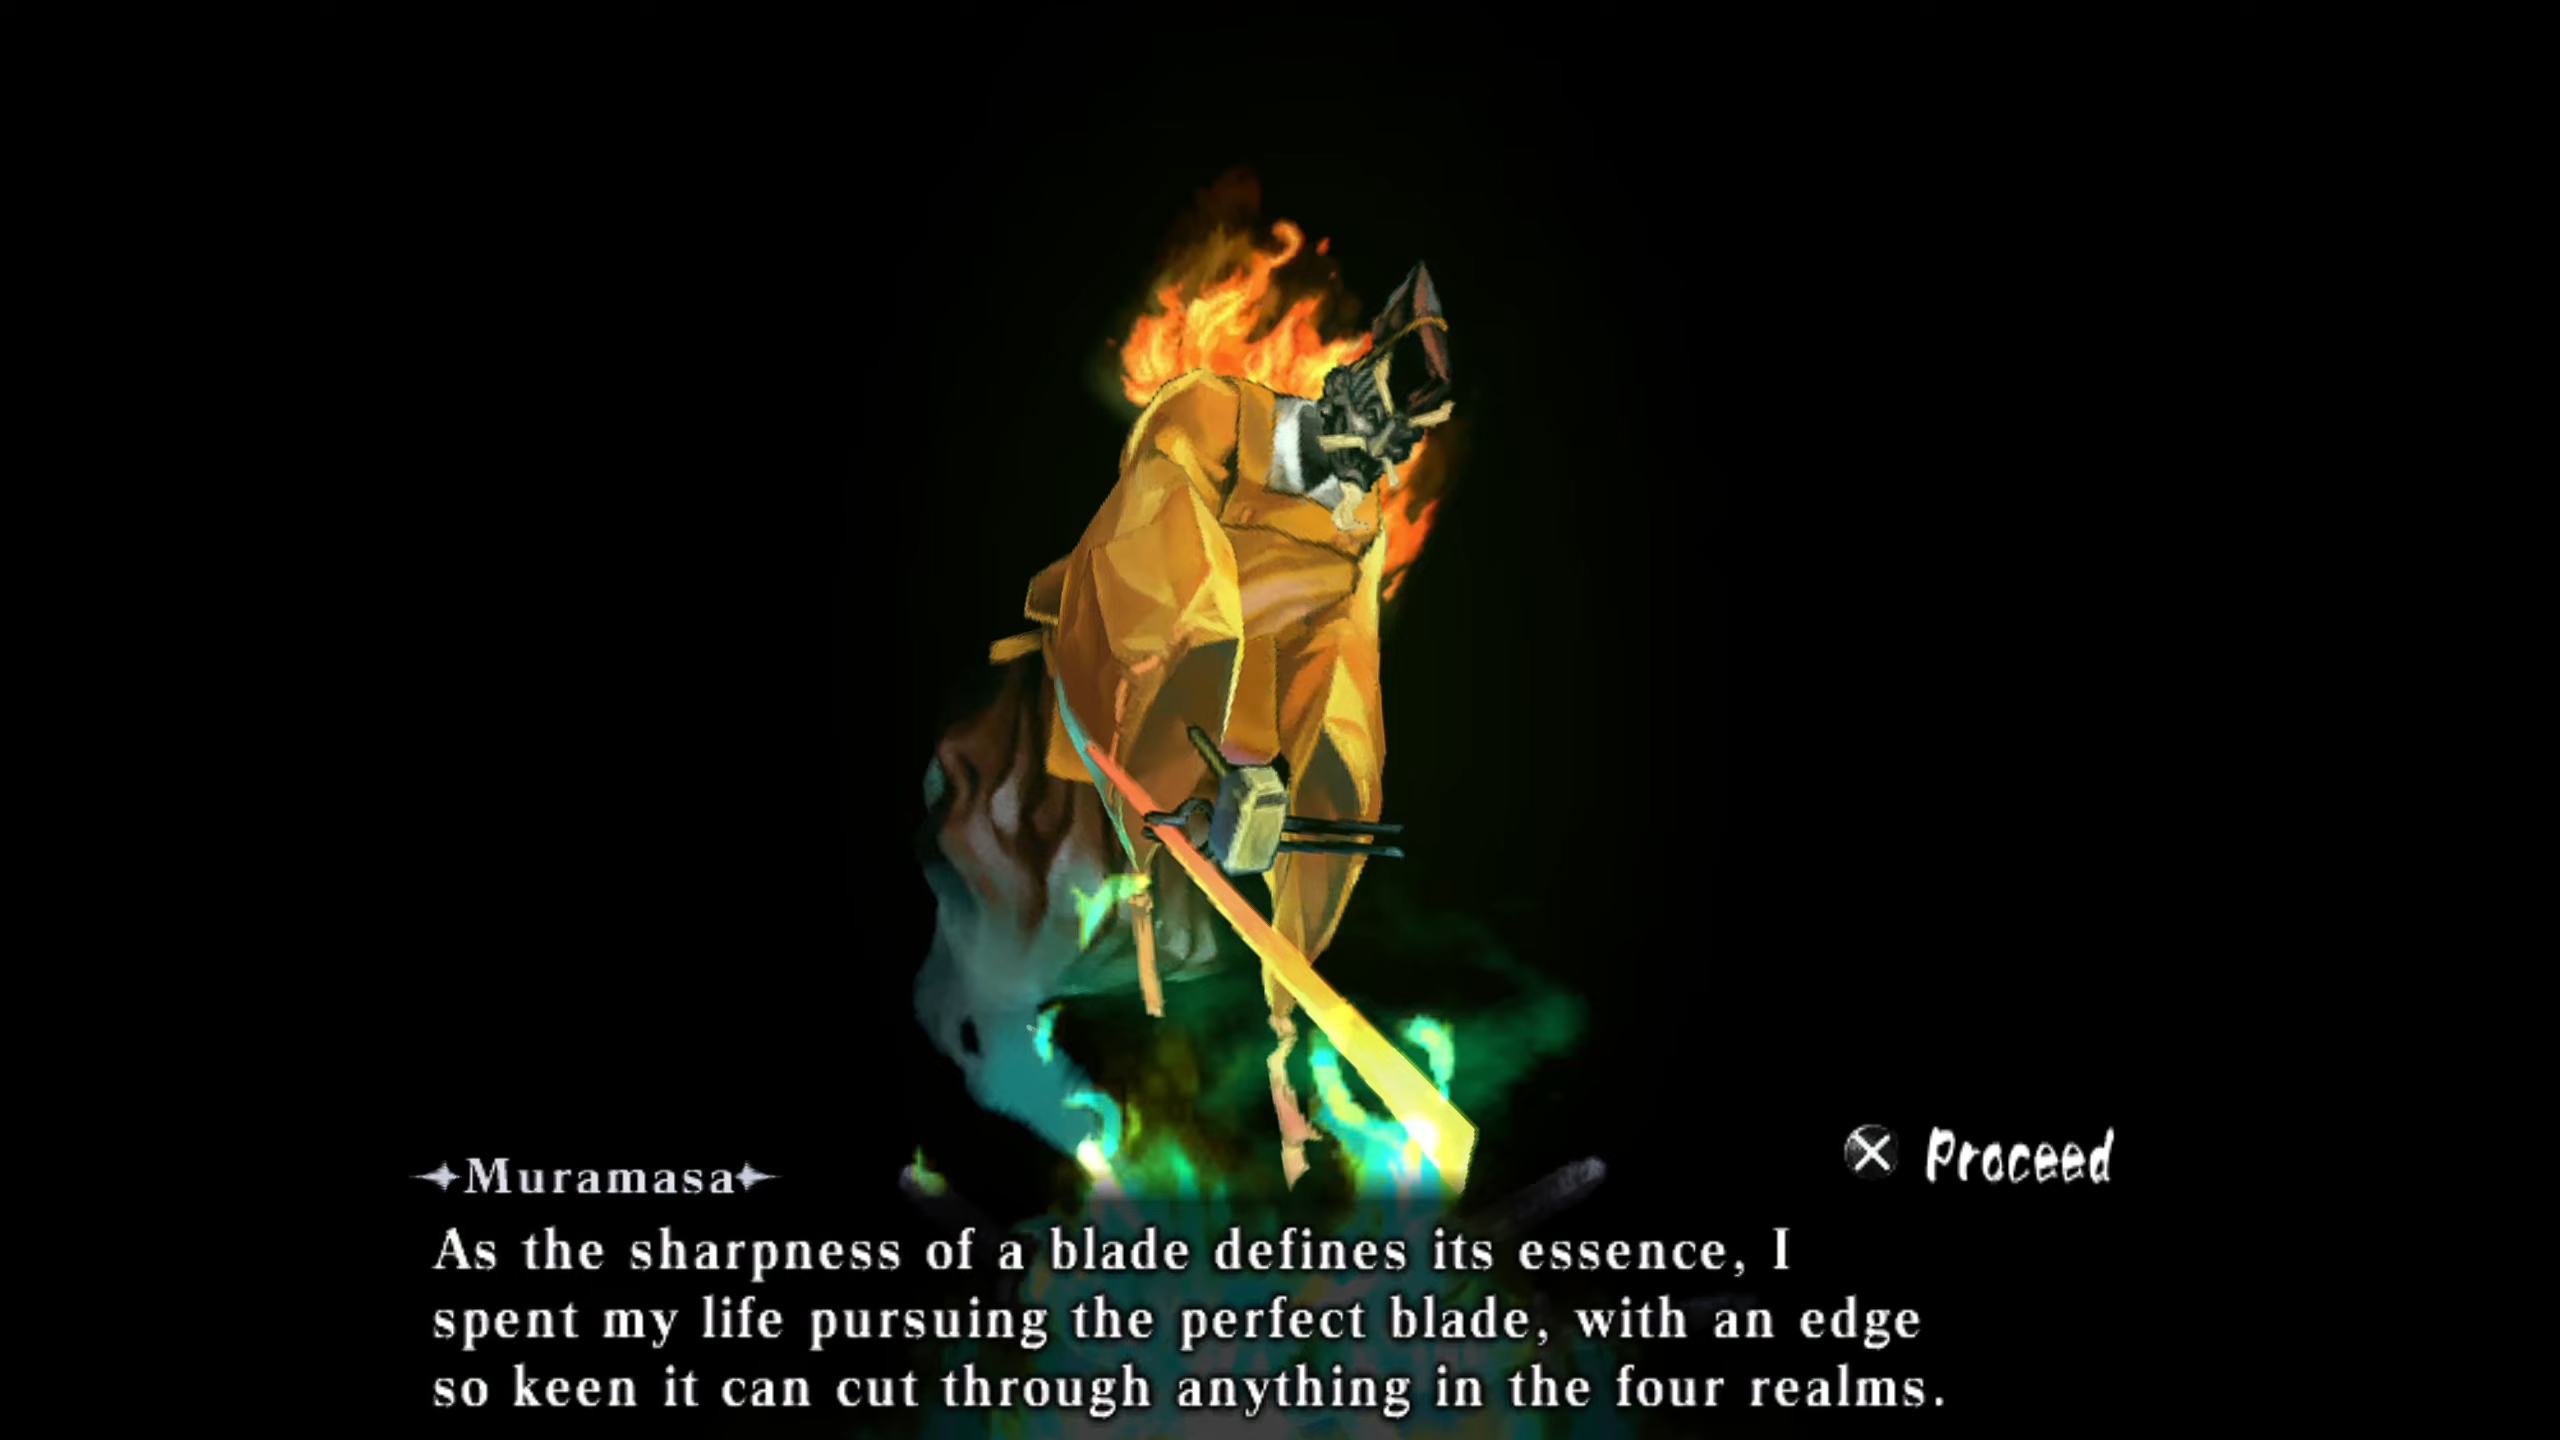 Muramasa
Proceed
As the sharpness of a blade defines its essence, I
spent my life pursuing the perfect blade, with an edge
so keen it can cut through anything in the four realms.